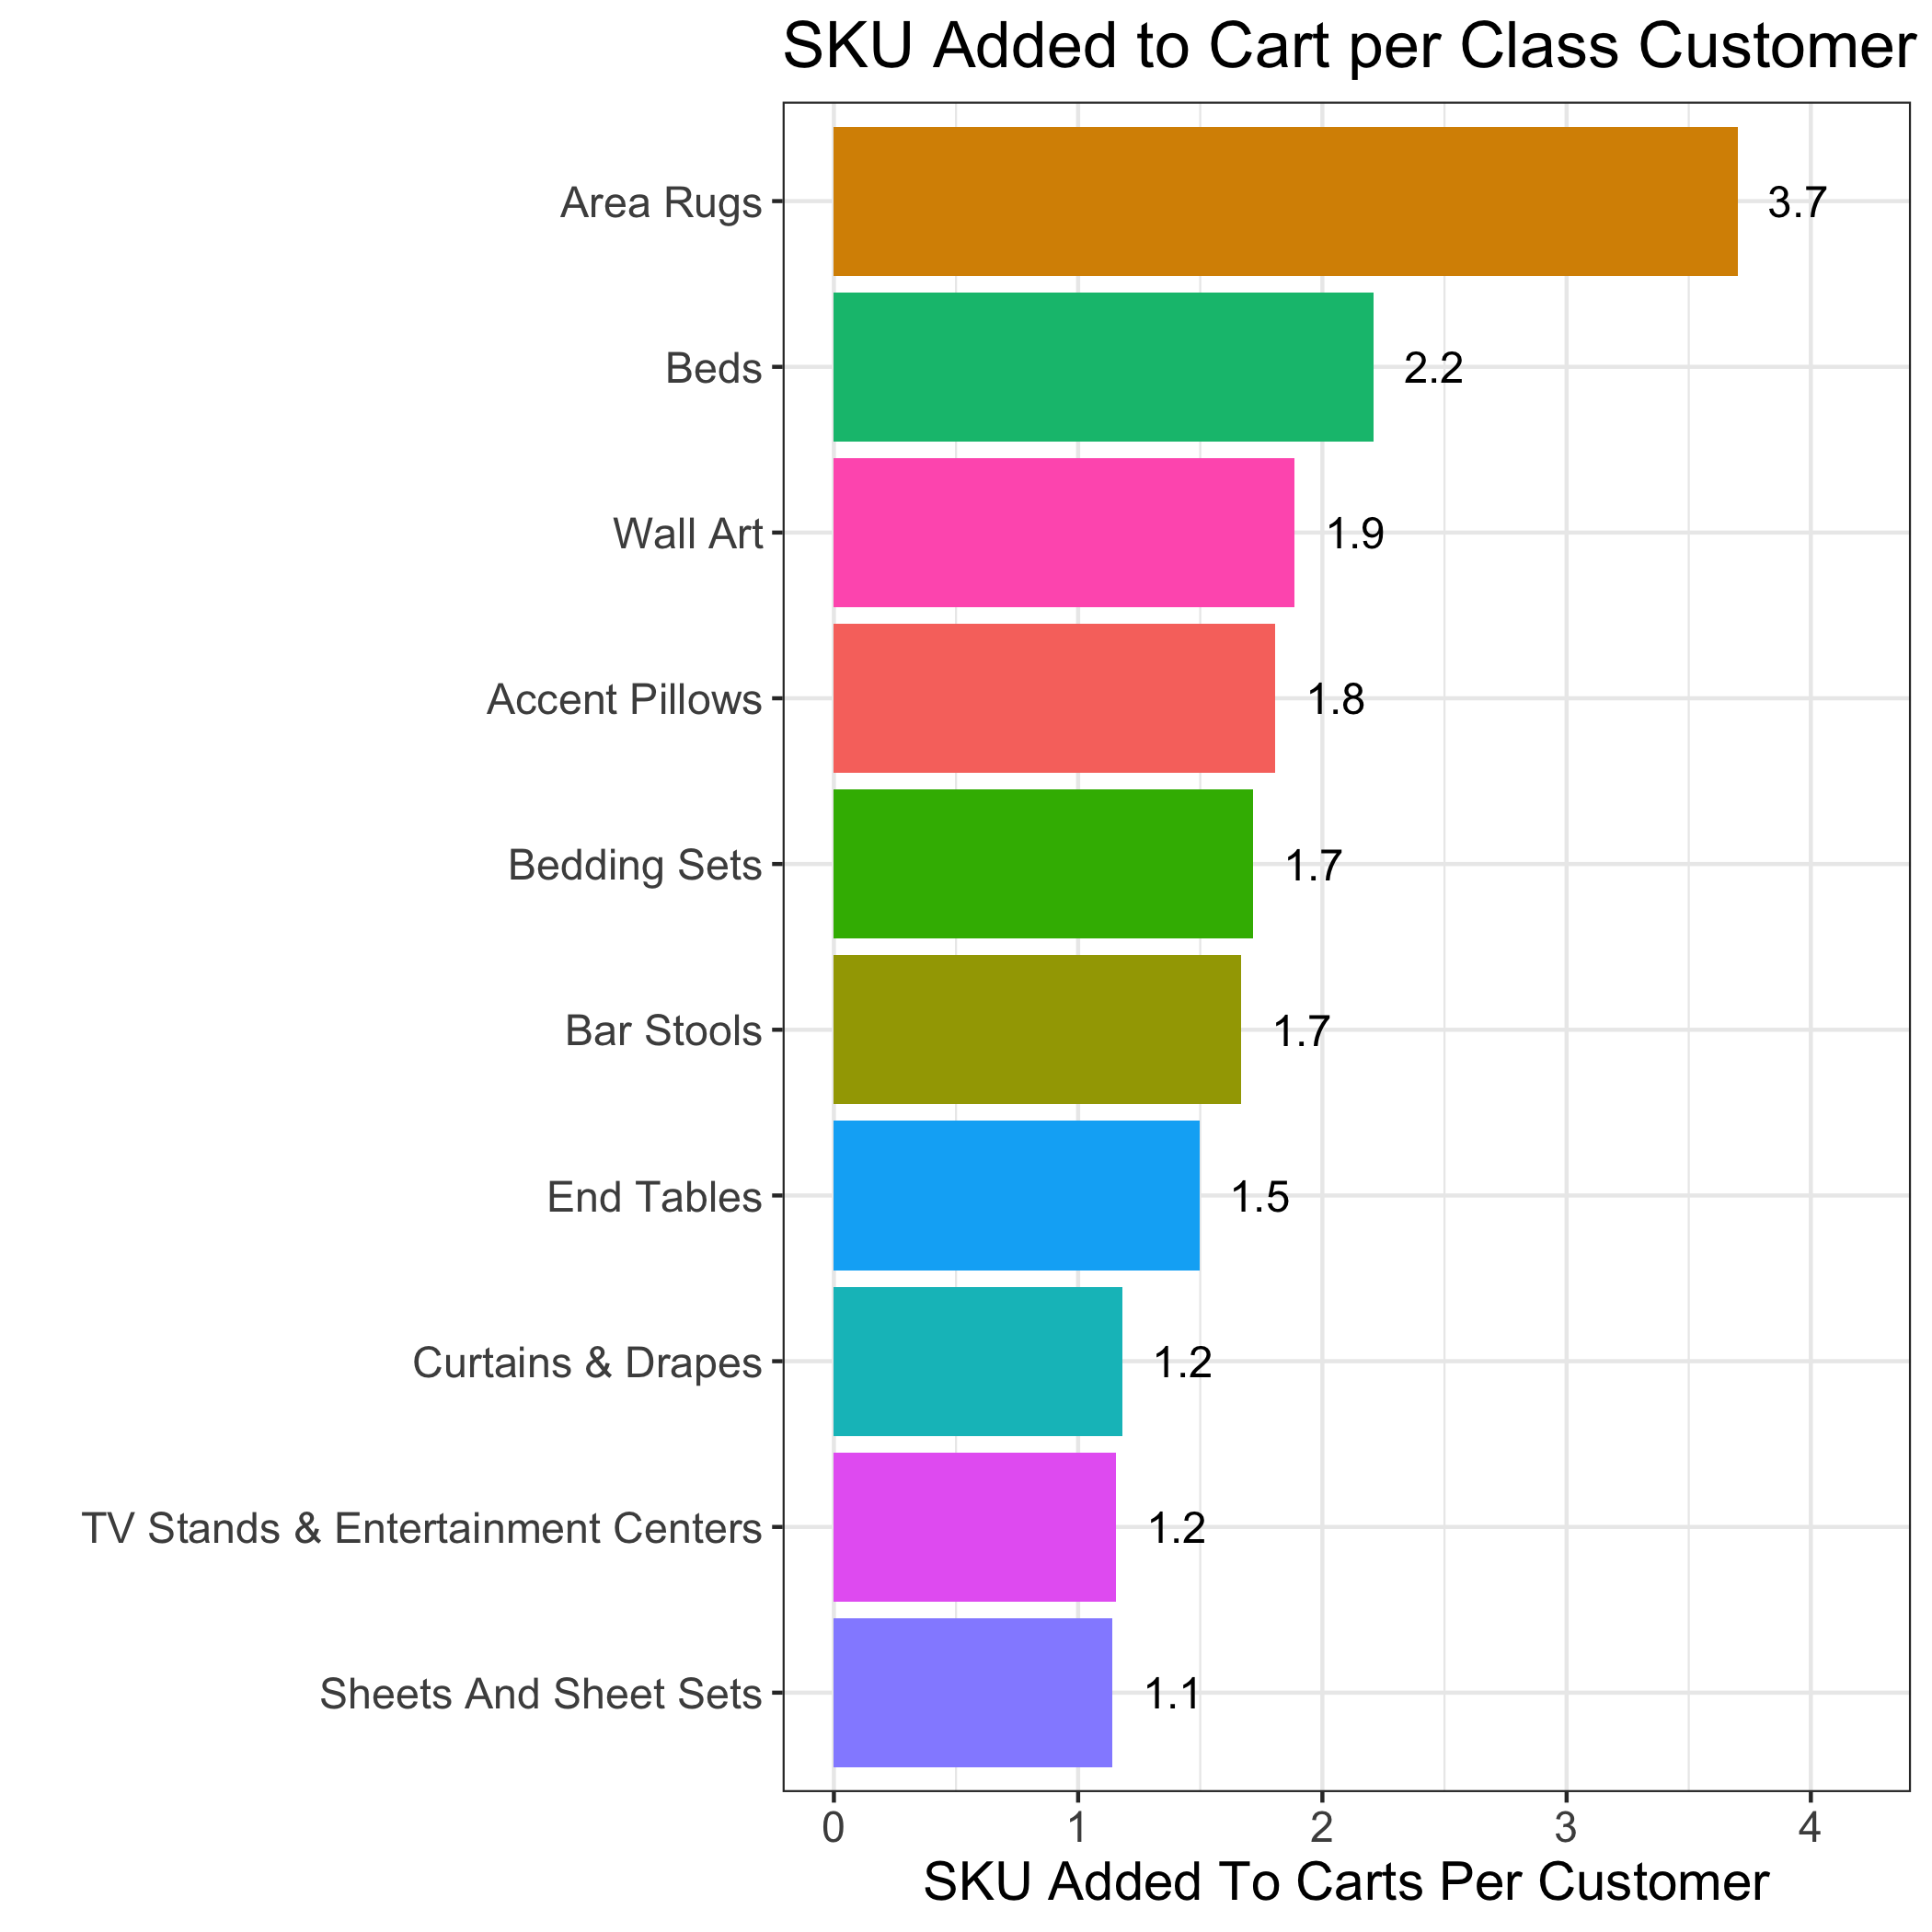 SKU Added to Cart per Class Customer
Area Rugs
3.7
Beds
2.2
Wall Art
1.9
Accent Pillows
1.8
Bedding Sets
1.7
Bar Stools
1.7
End Tables
1.5
Curtains & Drapes
1.2
TV Stands & Entertainment Centers
1.2
Sheets And Sheet Sets
1.1
0 1 2 3 4
SKU Added To Carts Per Customer